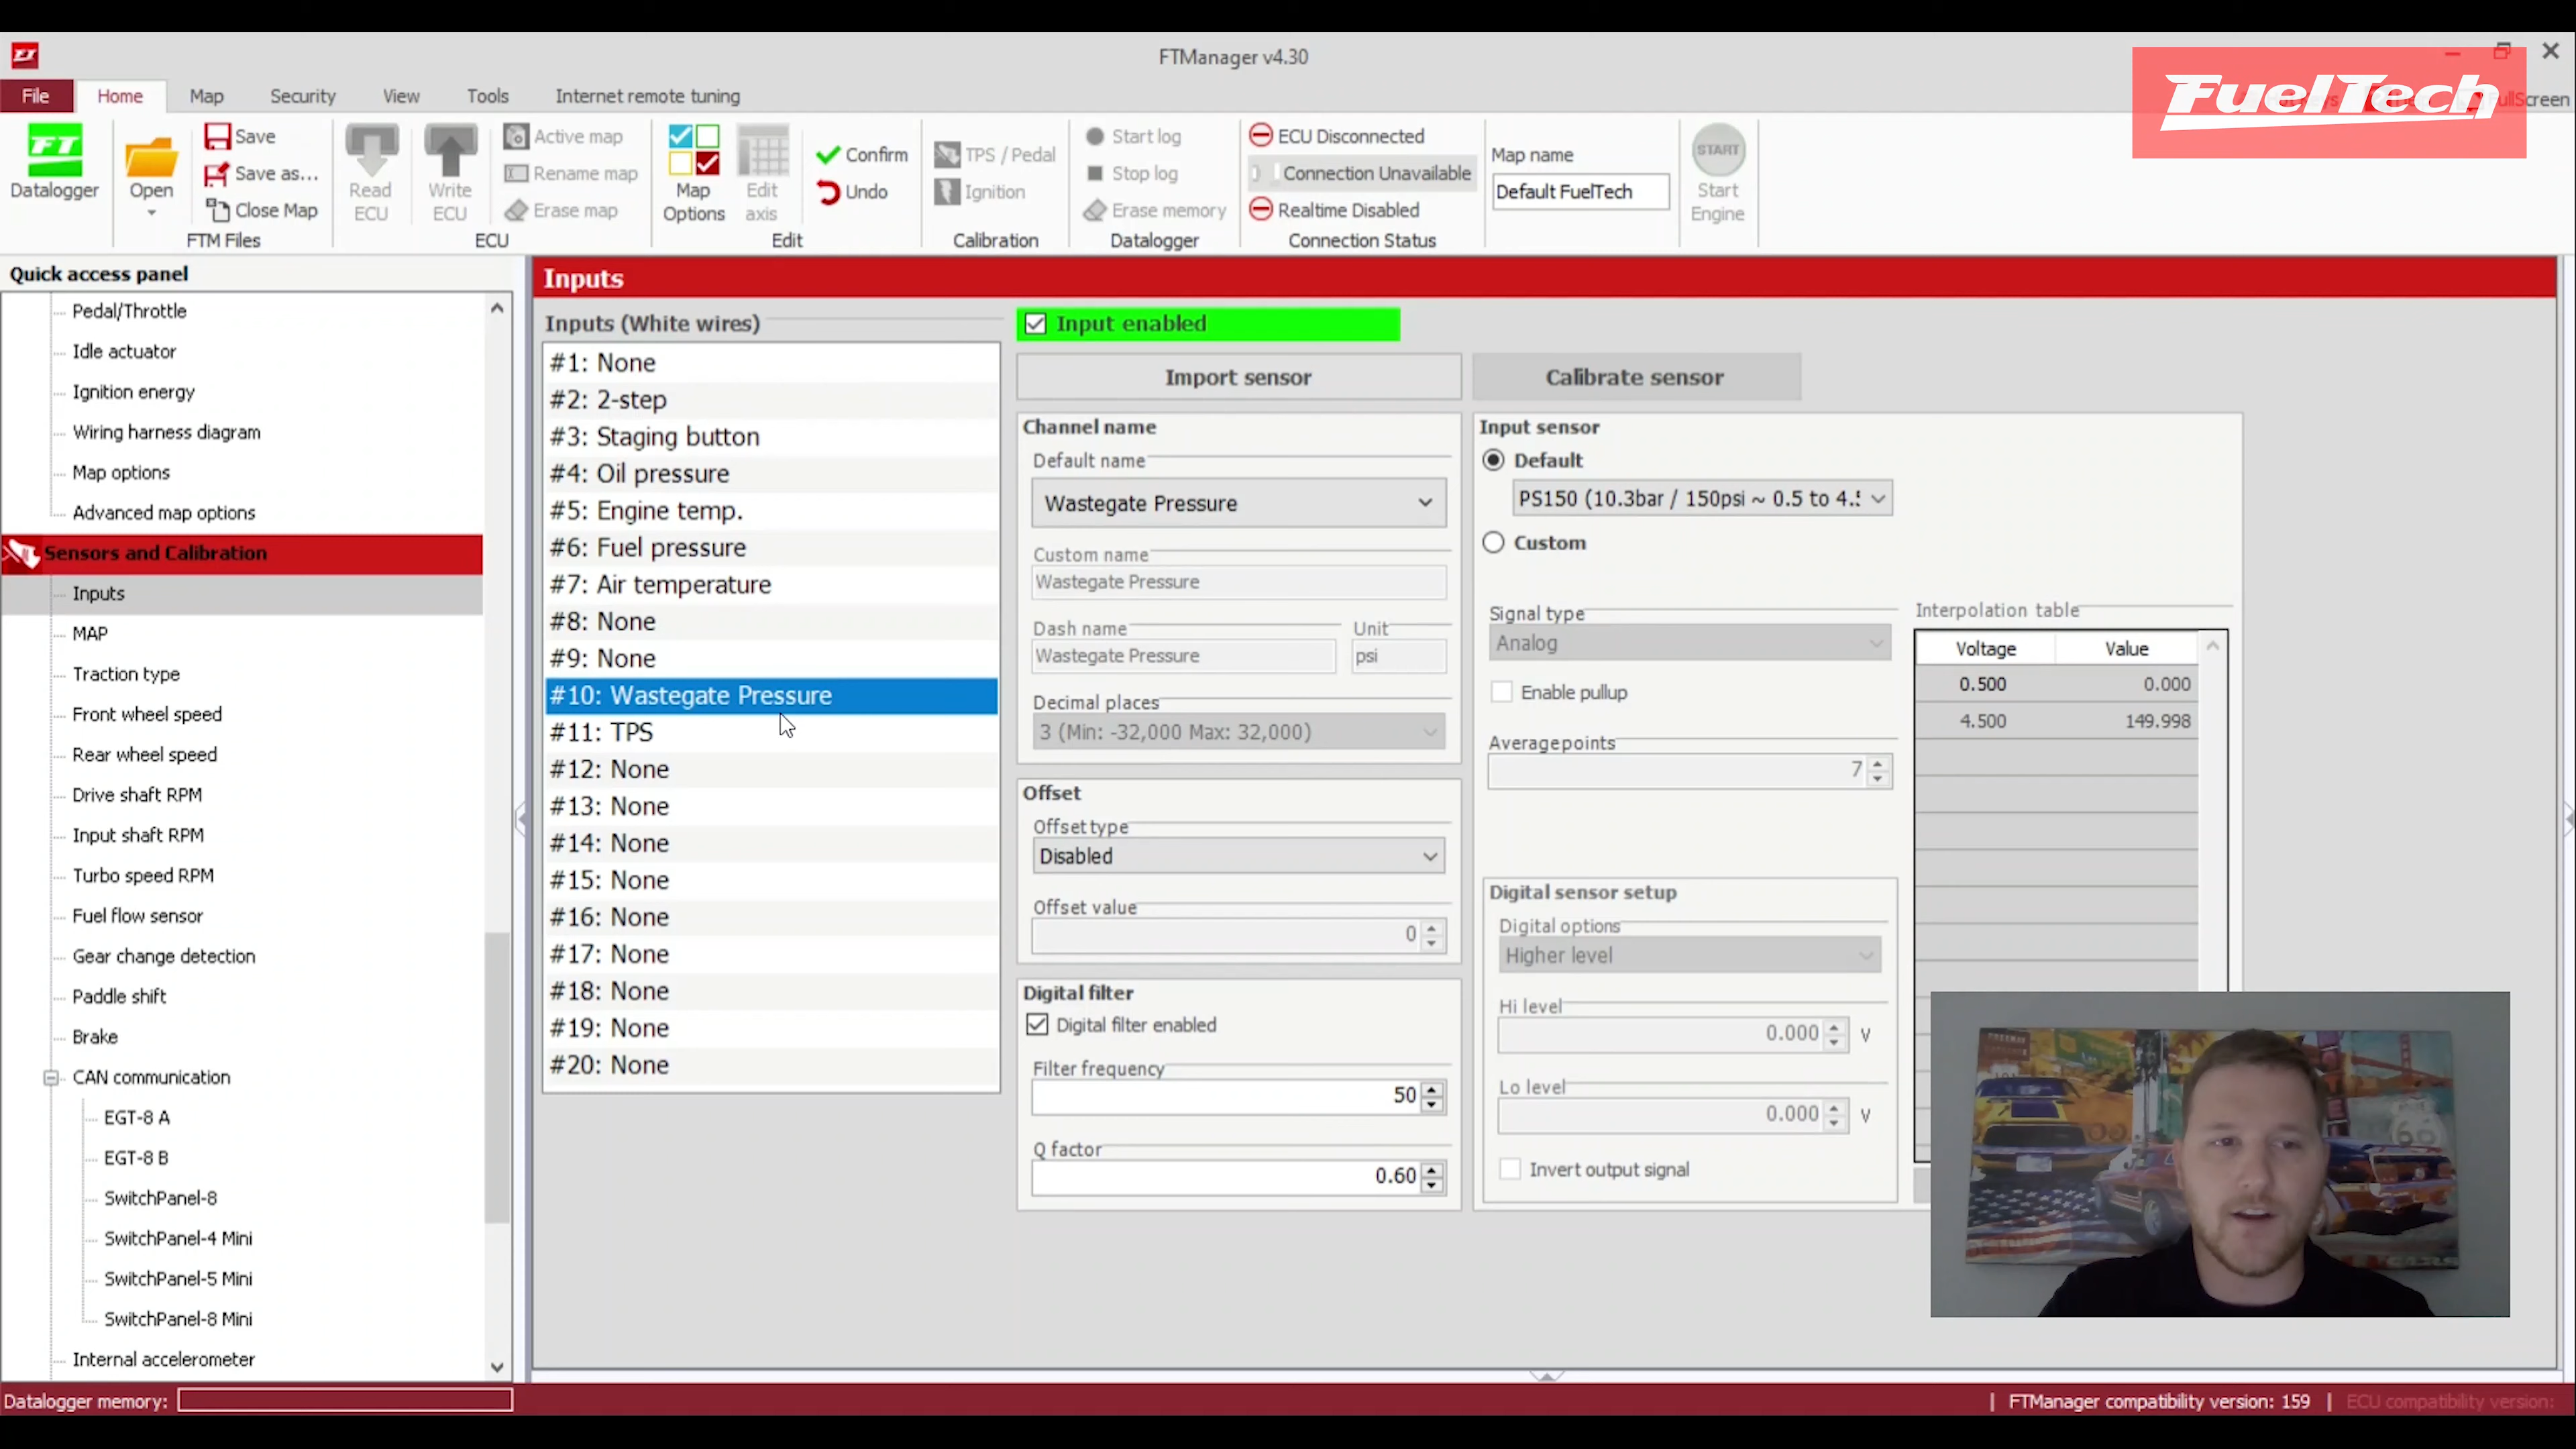 FTManager v4.30
FuelTech
File Home Map Security View Tools Internet remote tuning
Screen
Datalogger
Open
Save
Save as...
Close Map
FTM Files
Read ECU
Write ECU
Active map
Rename map
Erase map
ECU
Map Options
Edit axis
Confirm
Undo
Edit
TPS / Pedal
Ignition
Calibration
Start log
Stop log
Erase memory
Datalogger
ECU Disconnected
Connection Unavailable
Realtime Disabled
Connection Status
Map name
Default FuelTech
START
Start Engine
Quick access panel
Pedal/Throttle
Idle actuator
Ignition energy
Wiring harness diagram
Map options
Advanced map options
Sensors and Calibration
Inputs
MAP
Traction type
Front wheel speed
Rear wheel speed
Drive shaft RPM
Input shaft RPM
Turbo speed RPM
Fuel flow sensor
Gear change detection
Paddle shift
Brake
CAN communication
EGT-8 A
EGT-8 B
SwitchPanel-8
SwitchPanel-4 Mini
SwitchPanel-5 Mini
SwitchPanel-8 Mini
Internal accelerometer
Inputs
Inputs (White wires)
#1: None
#2: 2-step
#3: Staging button
#4: Oil pressure
#5: Engine temp.
#6: Fuel pressure
#7: Air temperature
#8: None
#9: None
#10: Wastegate Pressure
#11: TPS
#12: None
#13: None
#14: None
#15: None
#16: None
#17: None
#18: None
#19: None
#20: None
Input enabled
Import sensor
Calibrate sensor
Channel name
Default name
Wastegate Pressure
Custom name
Wastegate Pressure
Dash name Unit
Wastegate Pressure psi
Decimal places
3 (Min: -32,000 Max: 32,000)
Offset
Offset type
Disabled
Offset value
0
Digital filter
Digital filter enabled
Filter frequency
50
Q factor
0.60
Input sensor
Default
PS150 (10.3bar / 150psi ~ 0.5 to 4.5
Custom
Signal type
Analog
Enable pullup
Average points
7
Digital sensor setup
Digital options
Higher level
Hi level
0.000 V
Lo level
0.000 V
Invert output signal
Interpolation table
Voltage Value
0.500 0.000
4.500 149.998
Datalogger memory:
FTManager compatibility version: 159 | ECU compatibility version: